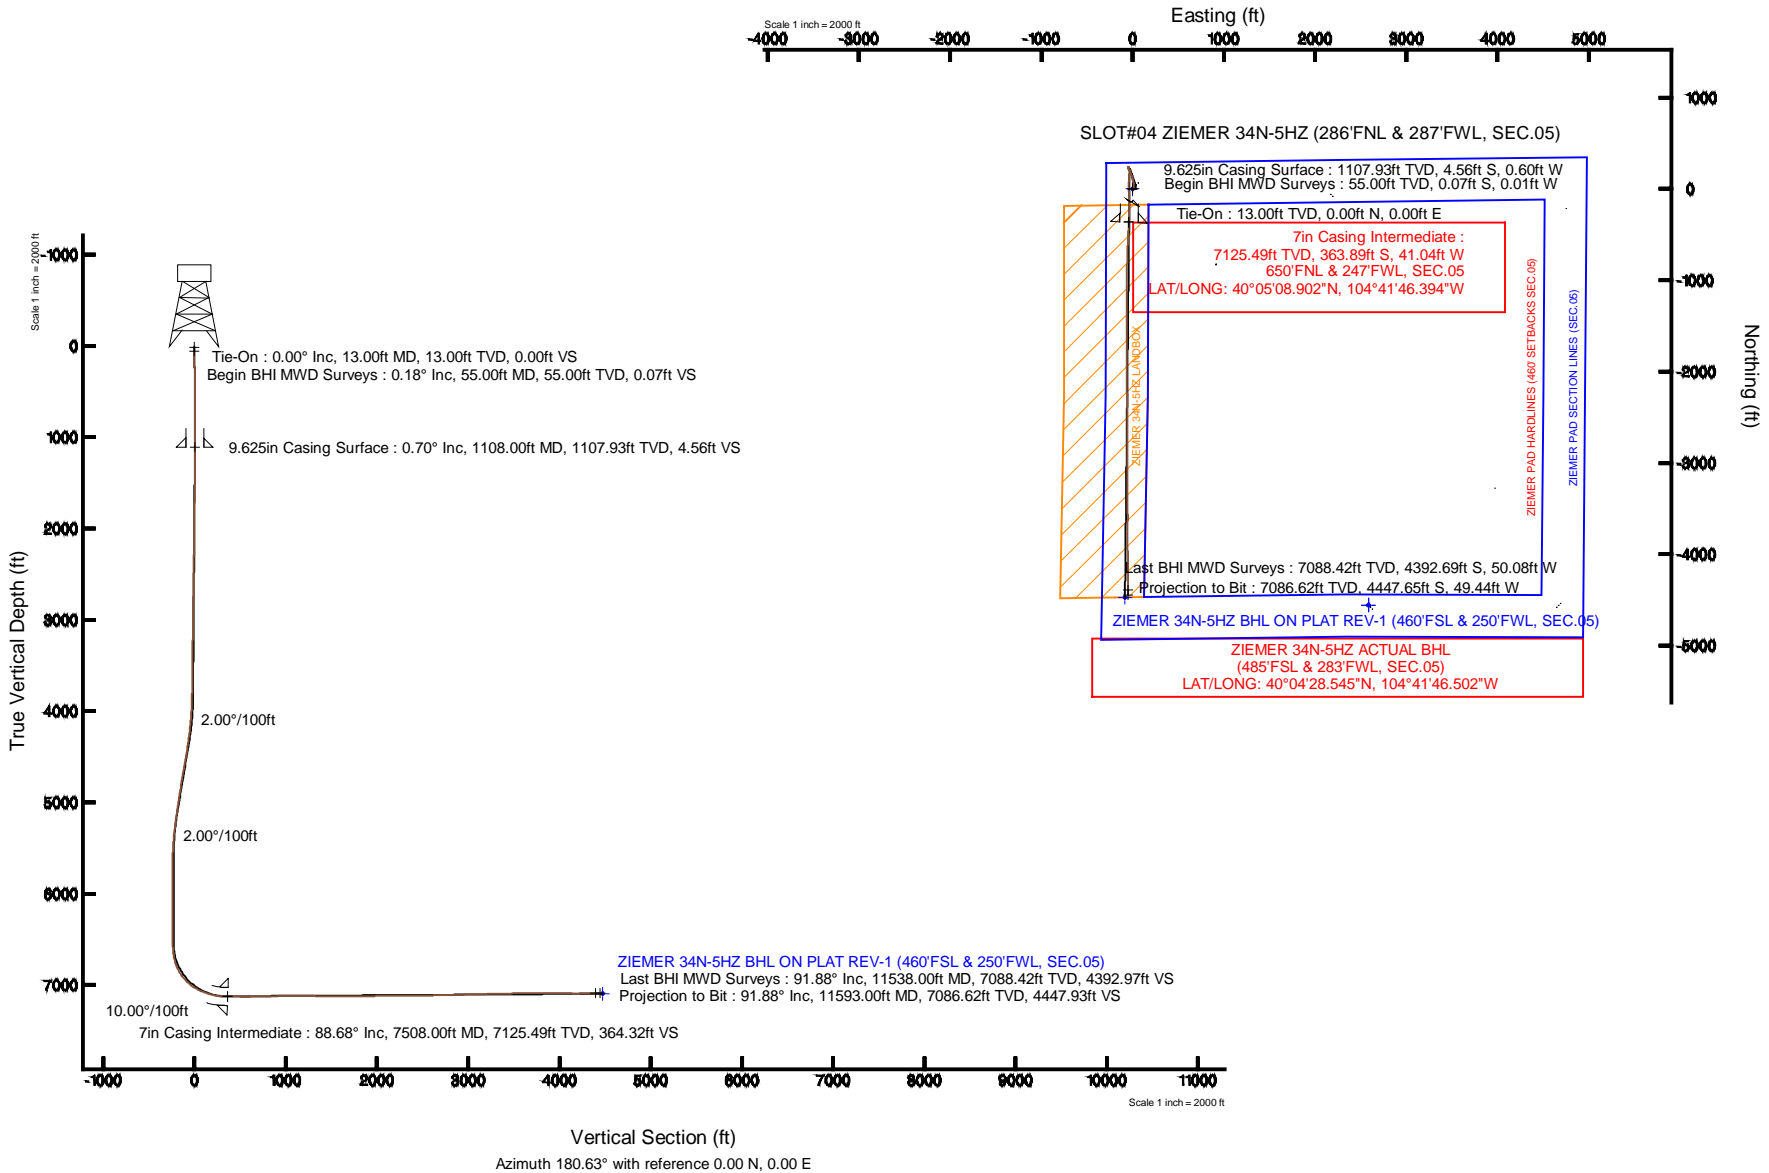 Easting (ft)
Scale 1 inch = 2000 ft
-4000 -3000 -2000 -1000 0 1000 2000 3000 4000 5000
1000
0
-1000
-2000
-3000
-4000
-5000
Northing (ft)
SLOT#04 ZIEMER 34N-5HZ (286'FNL & 287'FWL, SEC.05)
9.625in Casing Surface : 1107.93ft TVD, 4.56ft S, 0.60ft W
Begin BHI MWD Surveys : 55.00ft TVD, 0.07ft S, 0.01ft W
Tie-On : 13.00ft TVD, 0.00ft N, 0.00ft E
7in Casing Intermediate :
7125.49ft TVD, 363.89ft S, 41.04ft W
650'FNL & 247'FWL, SEC.05
LAT/LONG: 40°05'08.902"N, 104°41'46.394"W
ZIEMER 34N-5HZ LANDBOX
ZIEMER PAD HARDLINES (460' SETBACKS SEC.05)
ZIEMER PAD SECTION LINES (SEC.05)
Last BHI MWD Surveys : 7088.42ft TVD, 4392.69ft S, 50.08ft W
Projection to Bit : 7086.62ft TVD, 4447.65ft S, 49.44ft W
ZIEMER 34N-5HZ BHL ON PLAT REV-1 (460'FSL & 250'FWL, SEC.05)
ZIEMER 34N-5HZ ACTUAL BHL
(485'FSL & 283'FWL, SEC.05)
LAT/LONG: 40°04'28.545"N, 104°41'46.502"W
Scale 1 inch = 2000 ft
True Vertical Depth (ft)
-1000
0
1000
2000
3000
4000
5000
6000
7000
Tie-On : 0.00° Inc, 13.00ft MD, 13.00ft TVD, 0.00ft VS
Begin BHI MWD Surveys : 0.18° Inc, 55.00ft MD, 55.00ft TVD, 0.07ft VS
9.625in Casing Surface : 0.70° Inc, 1108.00ft MD, 1107.93ft TVD, 4.56ft VS
2.00°/100ft
2.00°/100ft
ZIEMER 34N-5HZ BHL ON PLAT REV-1 (460'FSL & 250'FWL, SEC.05)
Last BHI MWD Surveys : 91.88° Inc, 11538.00ft MD, 7088.42ft TVD, 4392.97ft VS
Projection to Bit : 91.88° Inc, 11593.00ft MD, 7086.62ft TVD, 4447.93ft VS
10.00°/100ft
7in Casing Intermediate : 88.68° Inc, 7508.00ft MD, 7125.49ft TVD, 364.32ft VS
-1000 0 1000 2000 3000 4000 5000 6000 7000 8000 9000 10000 11000
Scale 1 inch = 2000 ft
Vertical Section (ft)
Azimuth 180.63° with reference 0.00 N, 0.00 E